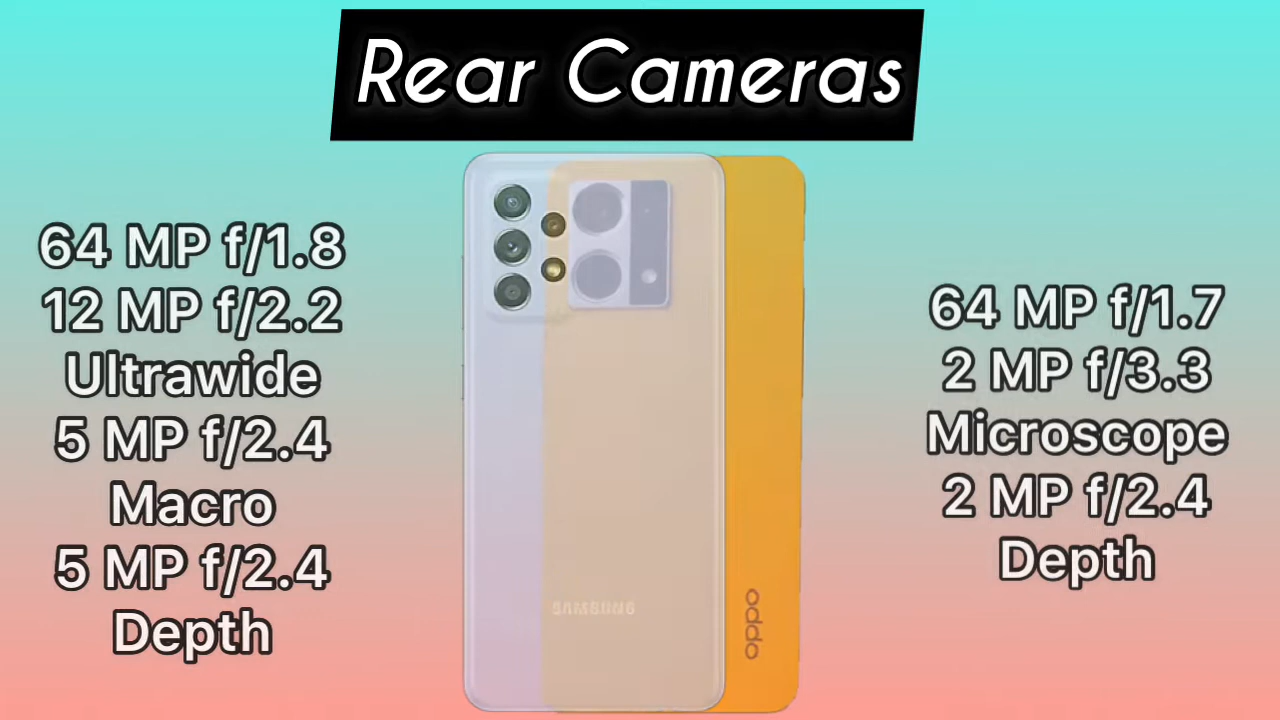 Rear Cameras
64 MP f/1.8
12 MP f/2.2
Ultrawide
5 MP f/2.4
Macro
5 MP f/2.4
Depth
64 MP f/1.7
2 MP f/3.3
Microscope
2 MP f/2.4
Depth
SAMSUNG
oppo